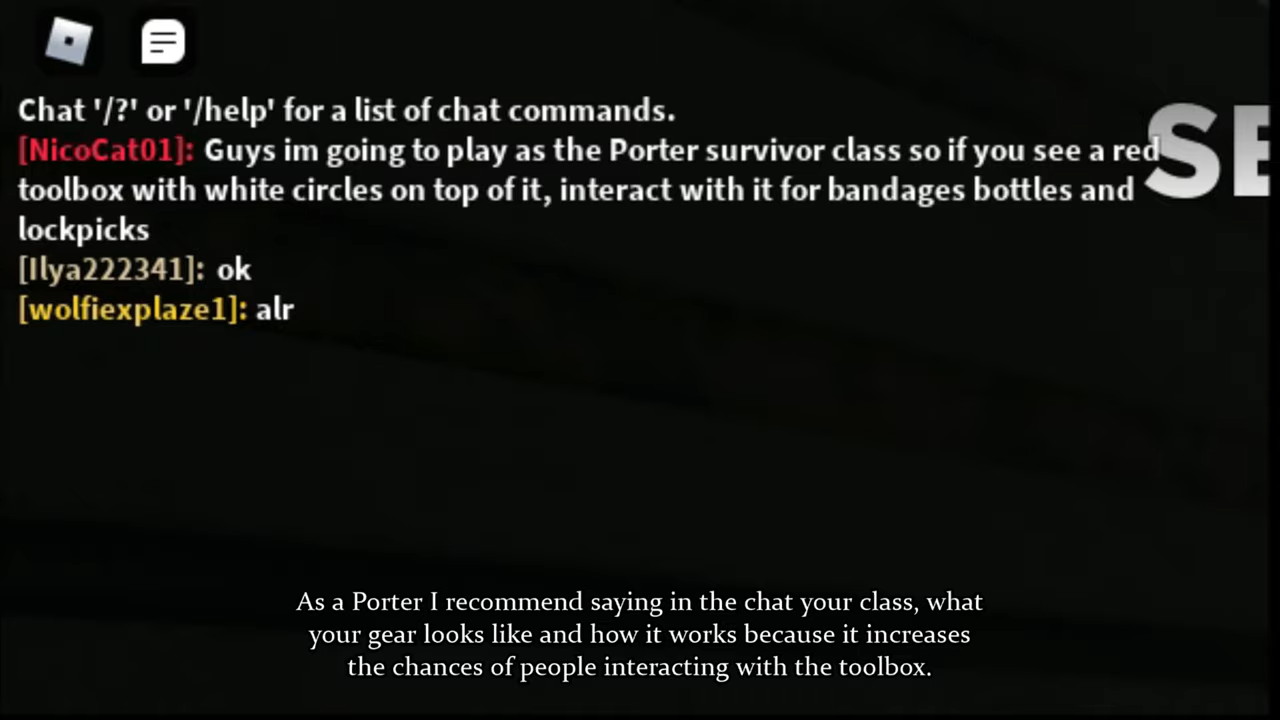 Chat '/?' or '/help' for a list of chat commands.
[NicoCat01]: Guys im going to play as the Porter survivor class so if you see a red
toolbox with white circles on top of it, interact with it for bandages bottles and
lockpicks
[Ilya222341]: ok
[wolfiexplaze1]: alr
SE
As a Porter I recommend saying in the chat your class, what
your gear looks like and how it works because it increases
the chances of people interacting with the toolbox.